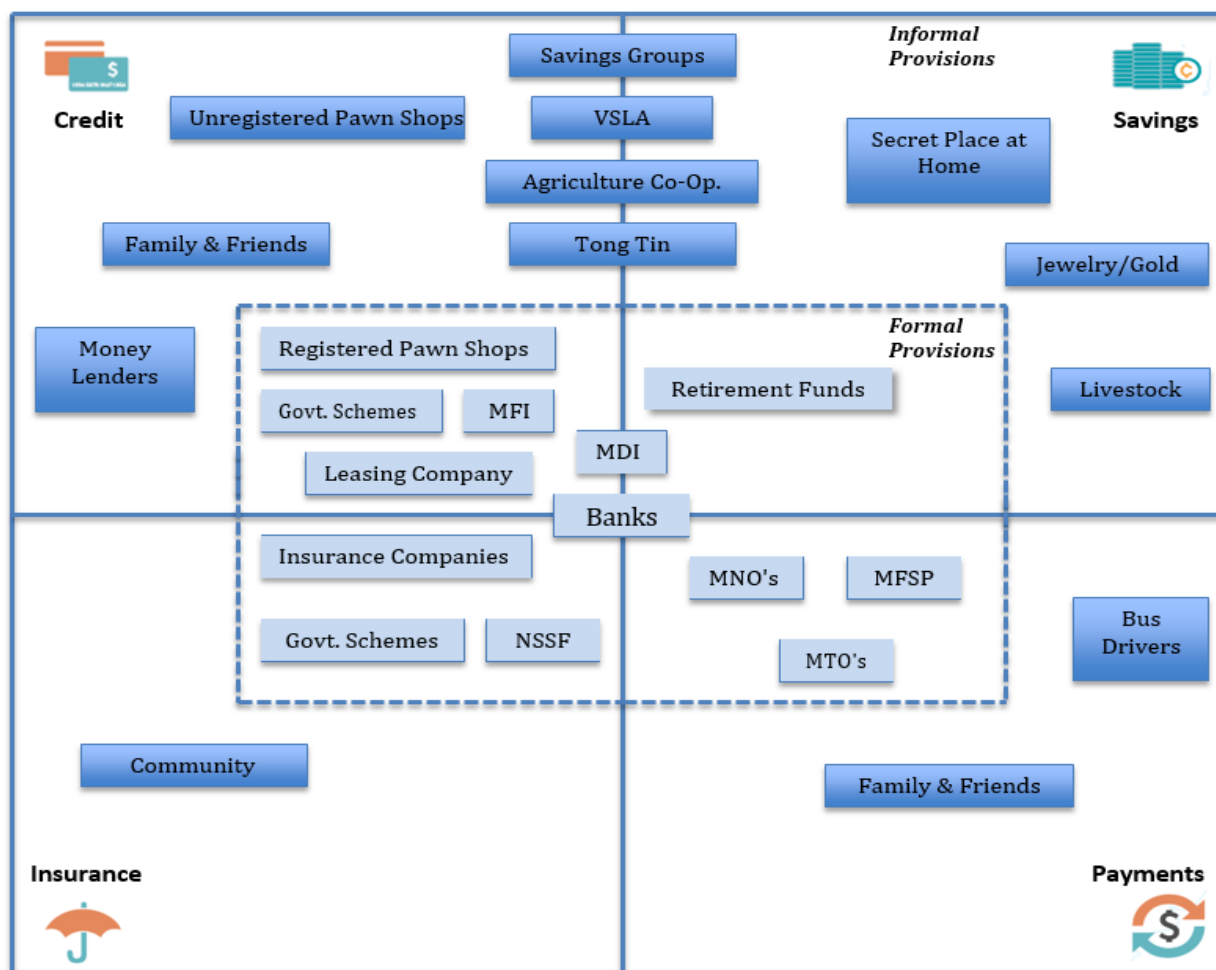 Savings Groups
Informal
Provisions
$
Credit
Unregistered Pawn Shops
VSLA
Secret Place at
Home
Savings
Agriculture Co-Op.
Family & Friends
Tong Tin
Jewelry/Gold
Money
Lenders
Registered Pawn Shops
Formal
Provisions
Govt. Schemes
MFI
Retirement Funds
Livestock
MDI
Leasing Company
Banks
Insurance Companies
MNO's
MFSP
Bus
Drivers
Govt. Schemes
NSSF
MTO's
Community
Family & Friends
Insurance
Payments
$